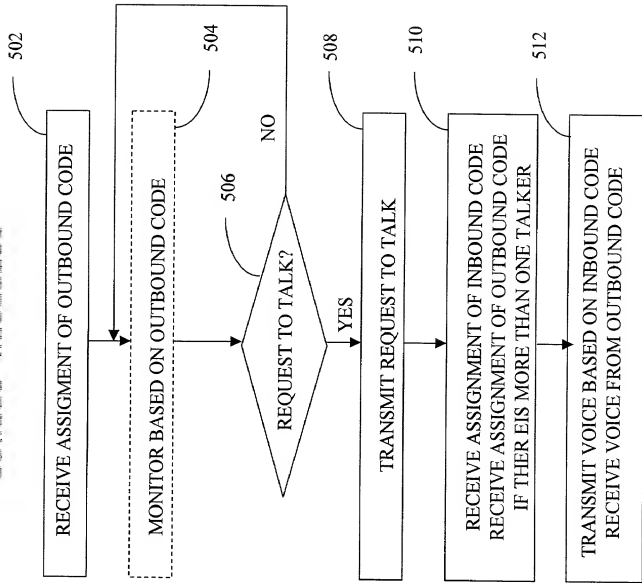 502
RECEIVE ASSIGMENT OF OUTBOUND CODE
504
MONITOR BASED ON OUTBOUND CODE
506
REQUEST TO TALK?
NO
YES
508
TRANSMIT REQUEST TO TALK
510
RECEIVE ASSIGNMENT OF INBOUND CODE
RECEIVE ASSIGNMENT OF OUTBOUND CODE
IF THER EIS MORE THAN ONE TALKER
512
TRANSMIT VOICE BASED ON INBOUND CODE
RECEIVE VOICE FROM OUTBOUND CODE